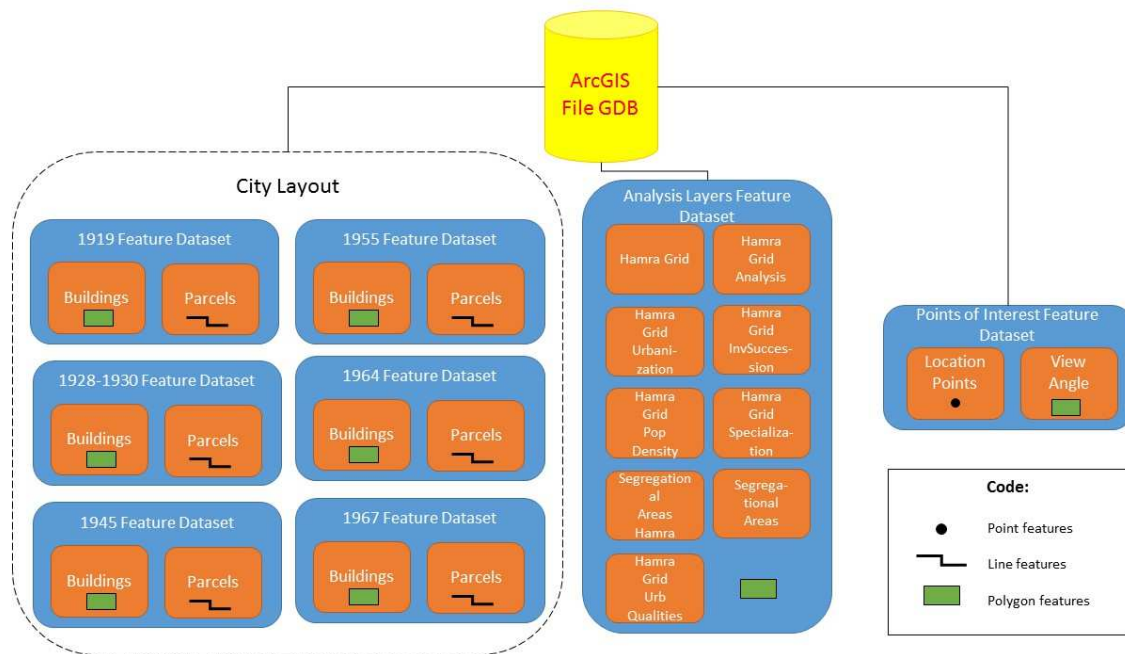 ArcGIS
File GDB
City Layout
1919 Feature Dataset
Buildings
Parcels
1955 Feature Dataset
Buildings
Parcels
1928-1930 Feature Dataset
Buildings
Parcels
1964 Feature Dataset
Buildings
Parcels
1945 Feature Dataset
Buildings
Parcels
1967 Feature Dataset
Buildings
Parcels
Analysis Layers Feature
Dataset
Hamra Grid
Hamra
Grid
Analysis
Hamra
Grid
Urbani-
zation
Hamra
Grid
InvSucces-
sion
Hamra
Grid
Pop
Density
Hamra
Grid
Specializa-
tion
Segregation
al
Areas
Hamra
Segrega-
tional
Areas
Hamra
Grid
Urb
Qualities
Points of Interest Feature
Dataset
Location
Points
View
Angle
Code:
Point features
Line features
Polygon features